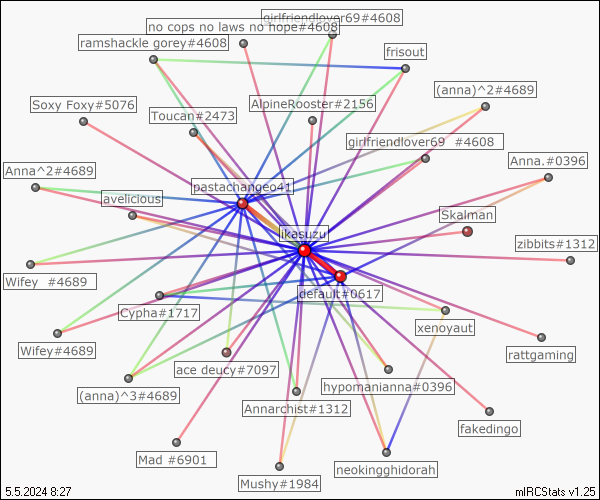 girlfriendlover69#4608
no cops no laws no hope#4608
ramshackle gorey#4608
frisout
(anna)^2#4689
Soxy Foxy#5076
AlpineRooster#2156
Toucan#2473
girlfriendlover69 #4608
Anna^2#4689
Anna.#0396
pastachangeo41
avelicious
Skalman
ikasuzu
zibbits#1312
Wifey #4689
default#0617
Cypha#1717
xenoyaut
Wifey#4689
rattgaming
ace deucy#7097
hypomanianna#0396
(anna)^3#4689
Annarchist#1312
fakedingo
Mad #6901
neokingghidorah
Mushy#1984
5.5.2024 8:27
mIRCStats v1.25